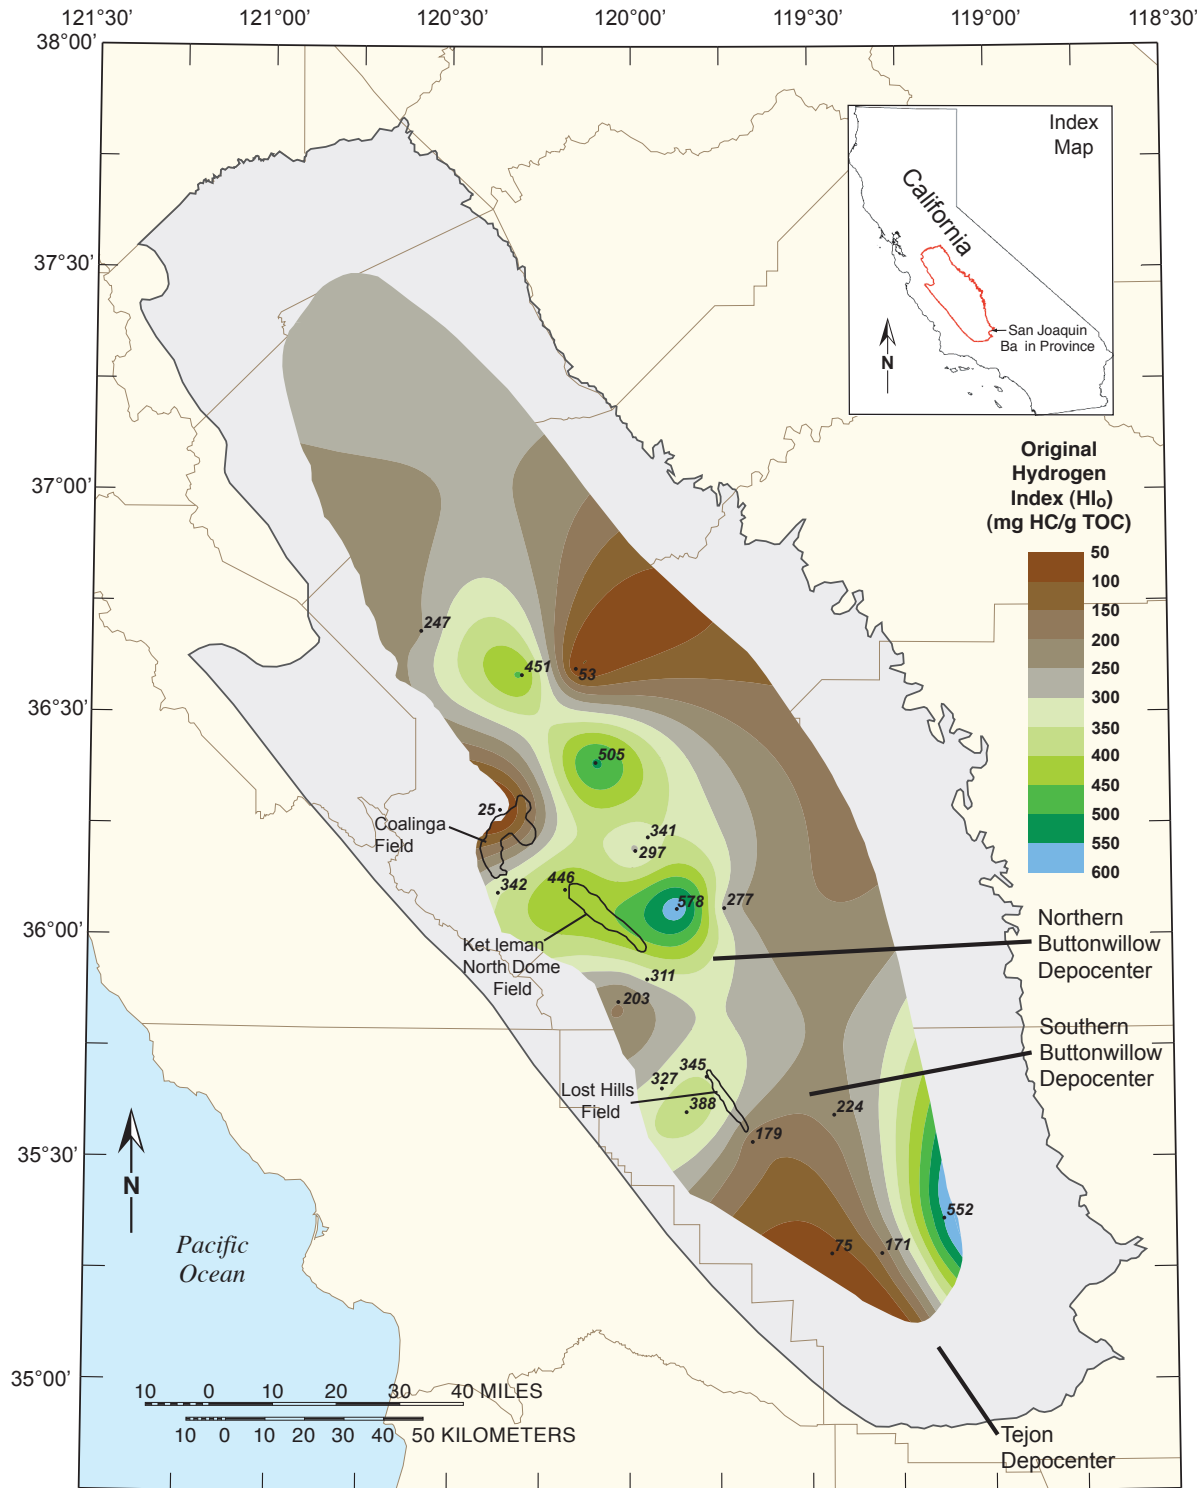 121°30'
121°00'
120°30'
120°00'
119°30'
119°00'
118°30'
38°00'
37°30'
37°00'
36°30'
36°00'
35°30'
35°00'
Index
Map
California
San Joaquin
Ba in Province
N
Original
Hydrogen
Index (HIo)
(mg HC/g TOC)
50
100
150
200
250
300
350
400
450
500
550
600
247
451
53
505
25
341
297
Coalinga
Field
342
446
578
277
Ket leman
North Dome
Field
311
203
Northern
Buttonwillow
Depocenter
Southern
Buttonwillow
Depocenter
345
327
388
Lost Hills
Field
224
179
552
75
171
N
Pacific
Ocean
10 0 10 20 30 40 MILES
10 0 10 20 30 40 50 KILOMETERS
Tejon
Depocenter